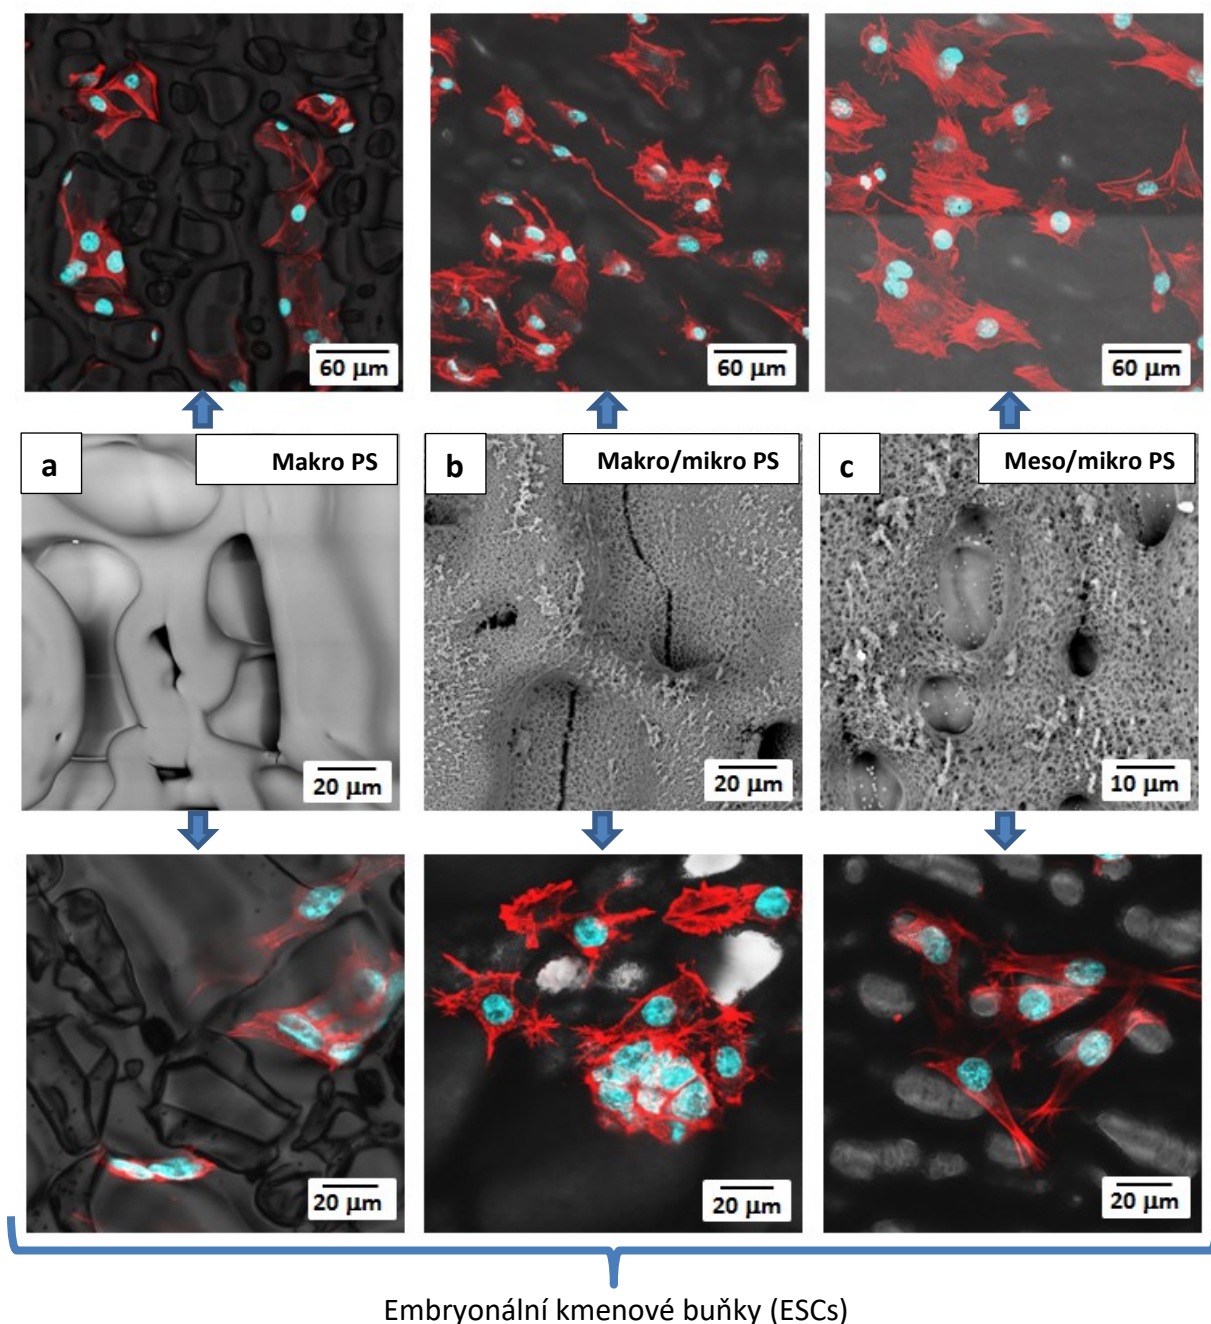 60 μm
60 μm
60 μm
a
Makro PS
b
Makro/mikro PS
c
Meso/mikro PS
20 μm
20 μm
10 μm
20 μm
20 μm
20 μm
Embryonální kmenové buňky (ESCs)